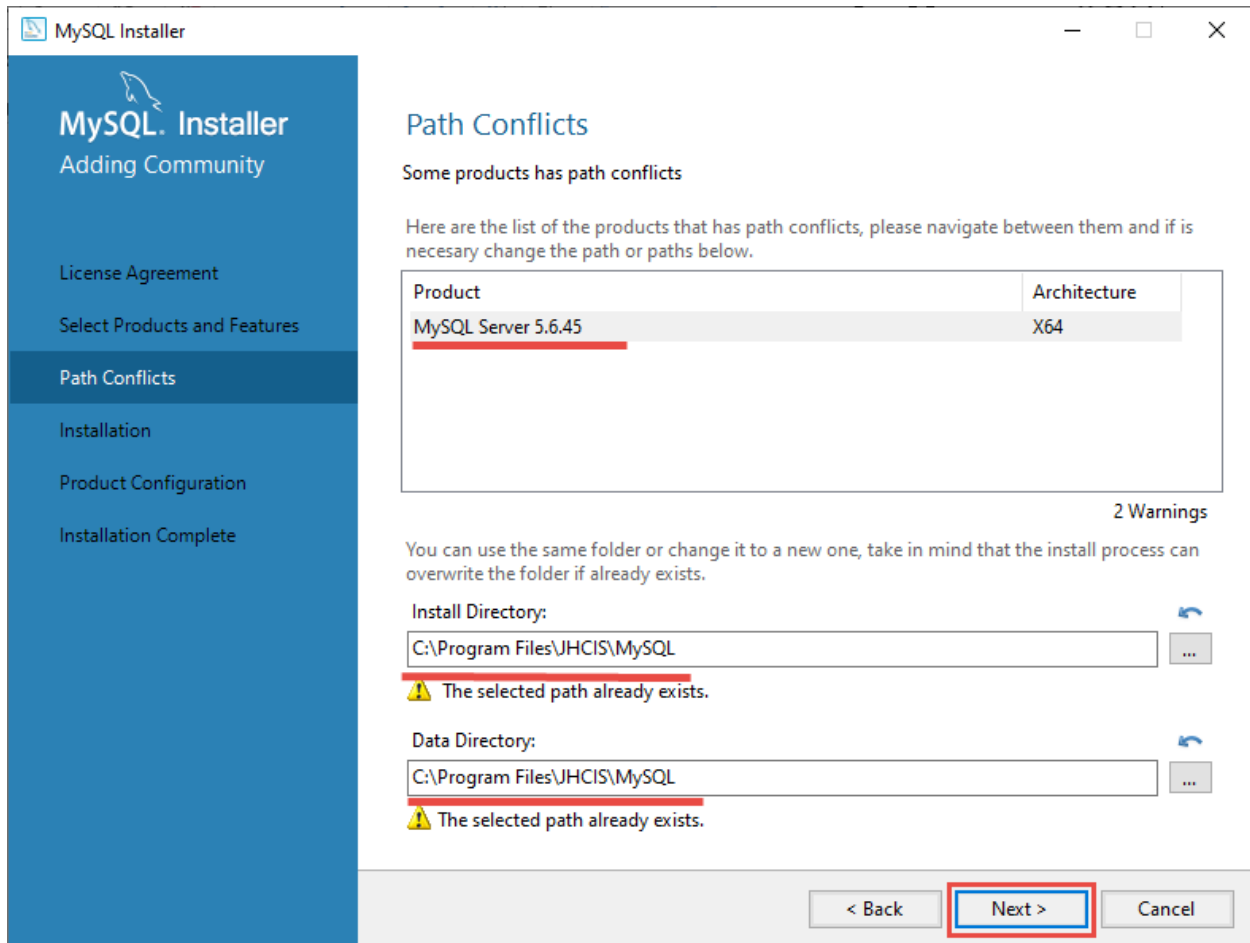 MySQL Installer
MySQL. Installer
Adding Community
License Agreement
Select Products and Features
Path Conflicts
Installation
Product Configuration
Installation Complete
Path Conflicts
Some products has path conflicts
Here are the list of the products that has path conflicts, please navigate between them and if is
necesary change the path or paths below.
Product Architecture
MySQL Server 5.6.45 X64
2 Warnings
You can use the same folder or change it to a new one, take in mind that the install process can
overwrite the folder if already exists.
Install Directory:
C:\Program Files\JHCIS\MySQL
...
The selected path already exists.
Data Directory:
C:\Program Files\JHCIS\MySQL
...
The selected path already exists.
< Back Next > Cancel